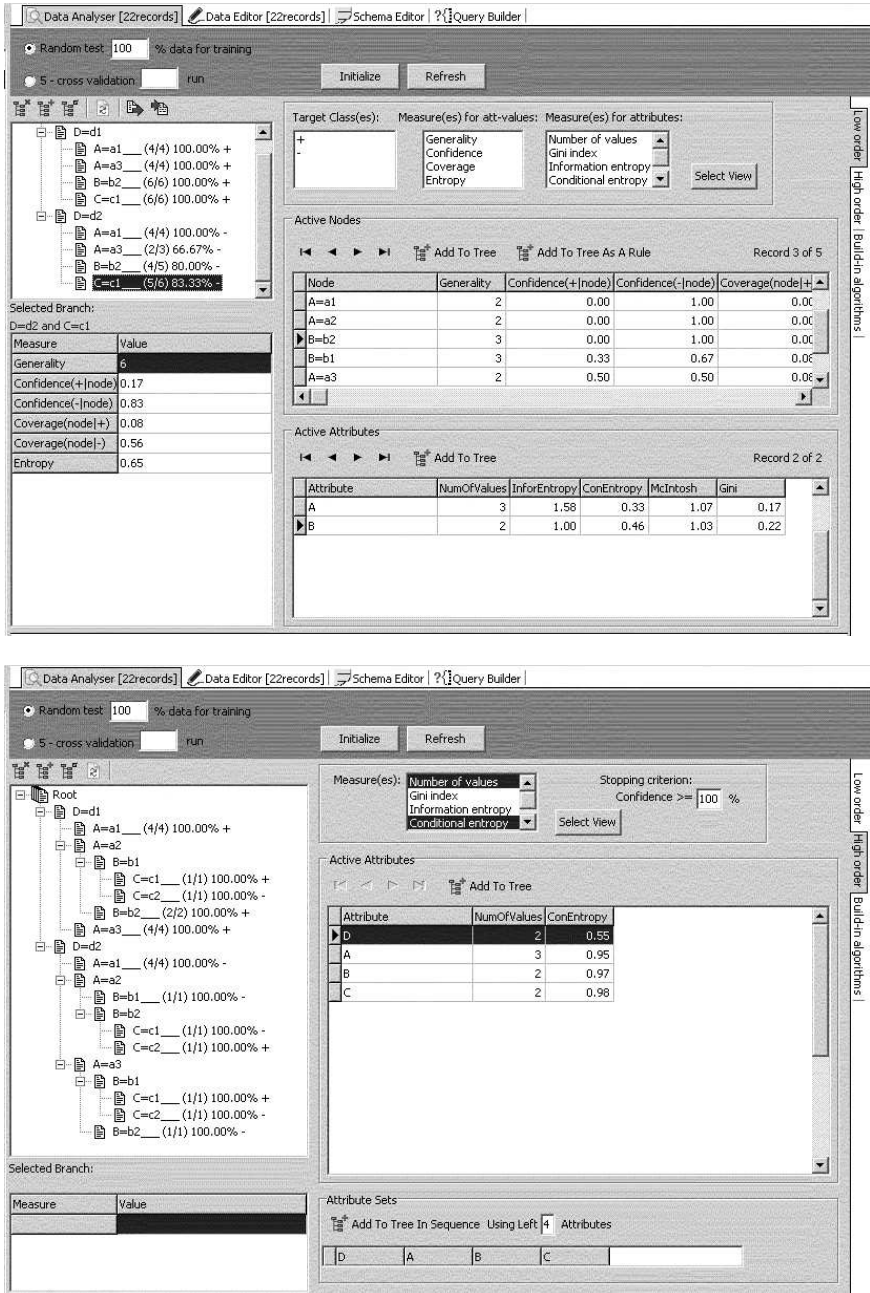 Data Analyser [22records] Data Editor [22records] Schema Editor ?{}Query Builder
Random test 100 % data for training
5 - cross validation run Initialize Refresh
D=d1
A=a1___ (4/4) 100.00% +
A=a3___ (4/4) 100.00% +
B=b2___ (6/6) 100.00% +
C=c1___ (6/6) 100.00% +
D=d2
A=a1___ (4/4) 100.00% -
A=a3___ (2/3) 66.67% -
B=b2___ (4/5) 80.00% -
C=c1___ (5/6) 83.33% -
Selected Branch:
D=d2 and C=c1
Measure Value
Generality 6
Confidence(+|node) 0.17
Confidence(-|node) 0.83
Coverage(node|+) 0.08
Coverage(node|-) 0.56
Entropy 0.65
Target Class(es): Measure(es) for att-values: Measure(es) for attributes:
+ Generality Number of values
- Confidence Gini index
Coverage Information entropy
Entropy Conditional entropy Select View
Active Nodes
Add To Tree Add To Tree As A Rule Record 3 of 5
Node Generality Confidence(+|node) Confidence(-|node) Coverage(node|+
A=a1 2 0.00 1.00 0.00
A=a2 2 0.00 1.00 0.00
B=b2 3 0.00 1.00 0.00
B=b1 3 0.33 0.67 0.08
A=a3 2 0.50 0.50 0.08
Active Attributes
Add To Tree Record 2 of 2
Attribute NumOfValues InforEntropy ConEntropy McIntosh Gini
A 3 1.58 0.33 1.07 0.17
B 2 1.00 0.46 1.03 0.22
Low order High order Build-in algorithms
Data Analyser [22records] Data Editor [22records] Schema Editor ?{}Query Builder
Random test 100 % data for training
5 - cross validation run Initialize Refresh
Root
D=d1
A=a1___ (4/4) 100.00% +
A=a2
B=b1
C=c1___ (1/1) 100.00% +
C=c2___ (1/1) 100.00% -
B=b2___ (2/2) 100.00% +
A=a3___ (4/4) 100.00% +
D=d2
A=a1___ (4/4) 100.00% -
A=a2
B=b1___ (1/1) 100.00% -
B=b2
C=c1___ (1/1) 100.00% -
C=c2___ (1/1) 100.00% +
A=a3
B=b1
C=c1___ (1/1) 100.00% +
C=c2___ (1/1) 100.00% -
B=b2___ (1/1) 100.00% -
Selected Branch:
Measure Value
Measure(es): Number of values Stopping criterion:
Gini index Confidence >= 100 %
Information entropy
Conditional entropy Select View
Active Attributes
Add To Tree
Attribute NumOfValues ConEntropy
D 2 0.55
A 3 0.95
B 2 0.97
C 2 0.98
Attribute Sets
Add To Tree In Sequence Using Left 4 Attributes
D A B C
Low order High order Build-in algorithms